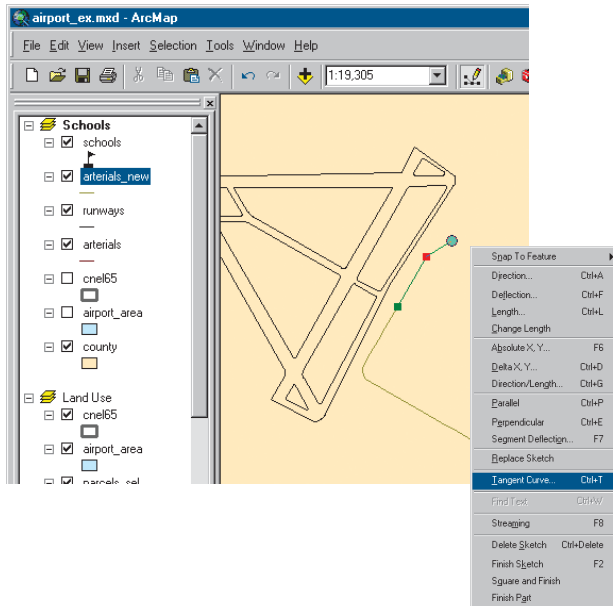 airport_ex.mxd - ArcMap
File Edit View Insert Selection Tools Window Help
1:19,305
Schools
schools
arterials_new
runways
arterials
cnel65
airport_area
county
Land Use
cnel65
airport_area
parcels_sel
Snap To Feature
Direction... Ctrl+A
Deflection... Ctrl+F
Length... Ctrl+L
Change Length
Absolute X, Y... F6
Delta X, Y... Ctrl+D
Direction/Length... Ctrl+G
Parallel Ctrl+P
Perpendicular Ctrl+E
Segment Deflection... F7
Replace Sketch
Tangent Curve... Ctrl+T
Find Text Ctrl+W
Streaming F8
Delete Sketch Ctrl+Delete
Finish Sketch F2
Square and Finish
Finish Part